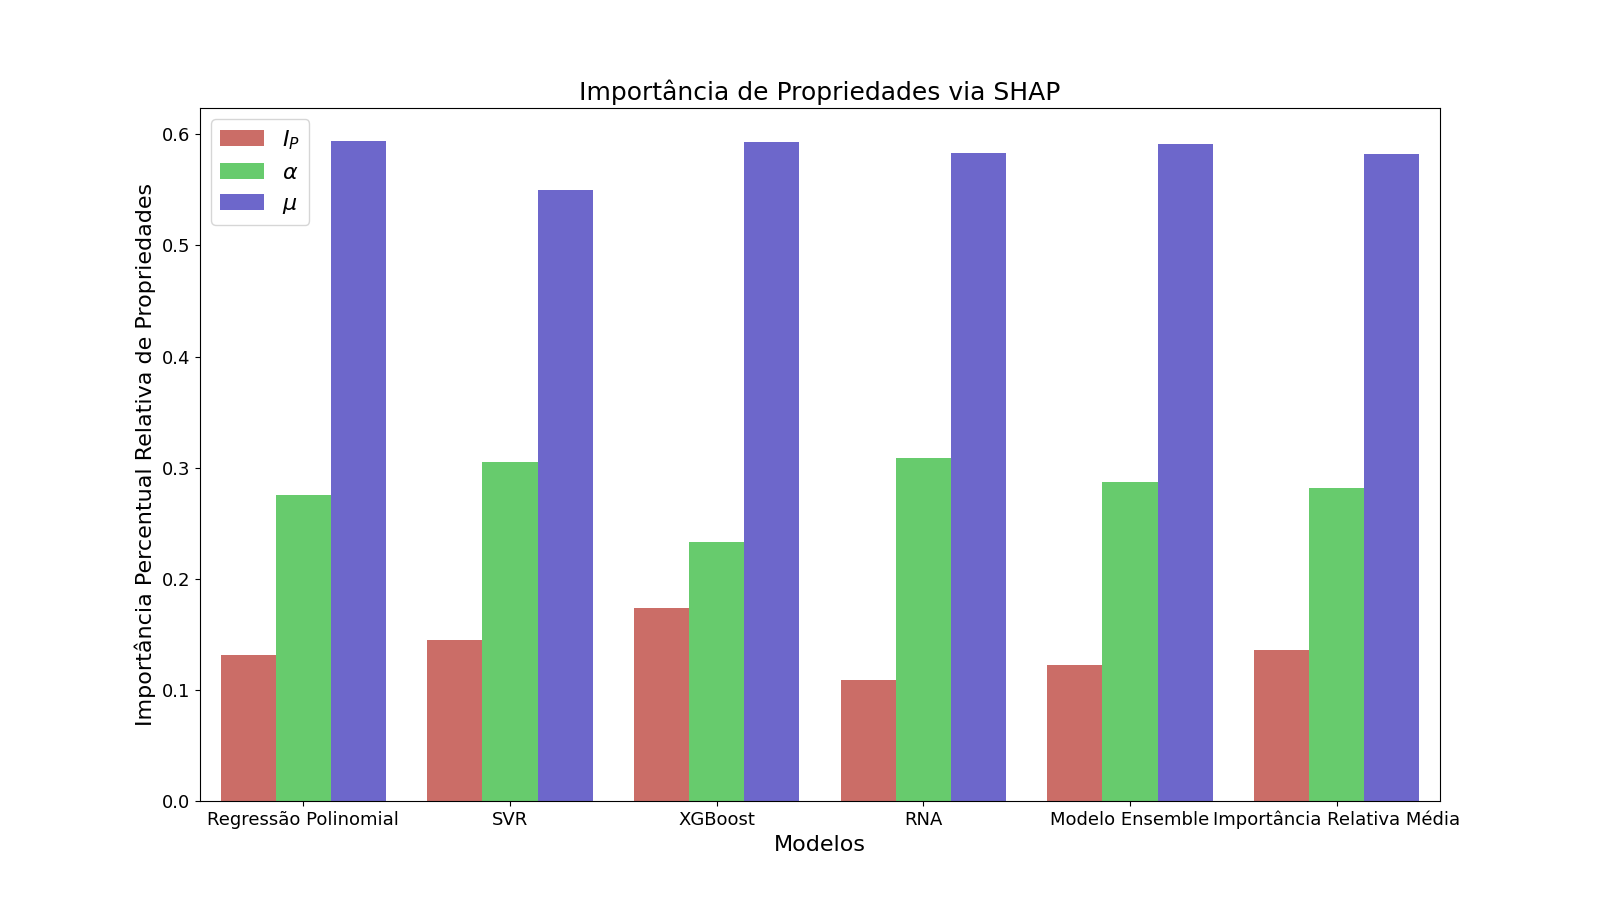 Importância de Propriedades via SHAP
I_P
α
μ
Importância Percentual Relativa de Propriedades
0.6
0.5
0.4
0.3
0.2
0.1
0.0
Regressão Polinomial SVR XGBoost RNA Modelo Ensemble Importância Relativa Média
Modelos